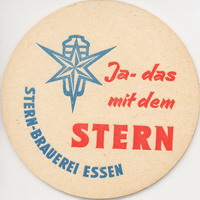 Ja- das
mit dem
STERN
STERN-BRAUEREI ESSEN